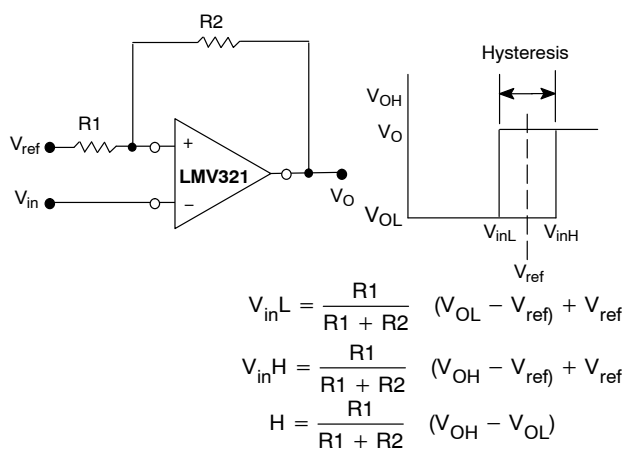 R2
Hysteresis
R1
V_OH
V_ref
+
V_O
LMV321
V_in
−
V_O
V_OL
V_inL
V_inH
V_ref
V_inL = R1 / (R1 + R2) (V_OL − V_ref) + V_ref
V_inH = R1 / (R1 + R2) (V_OH − V_ref) + V_ref
H = R1 / (R1 + R2) (V_OH − V_OL)